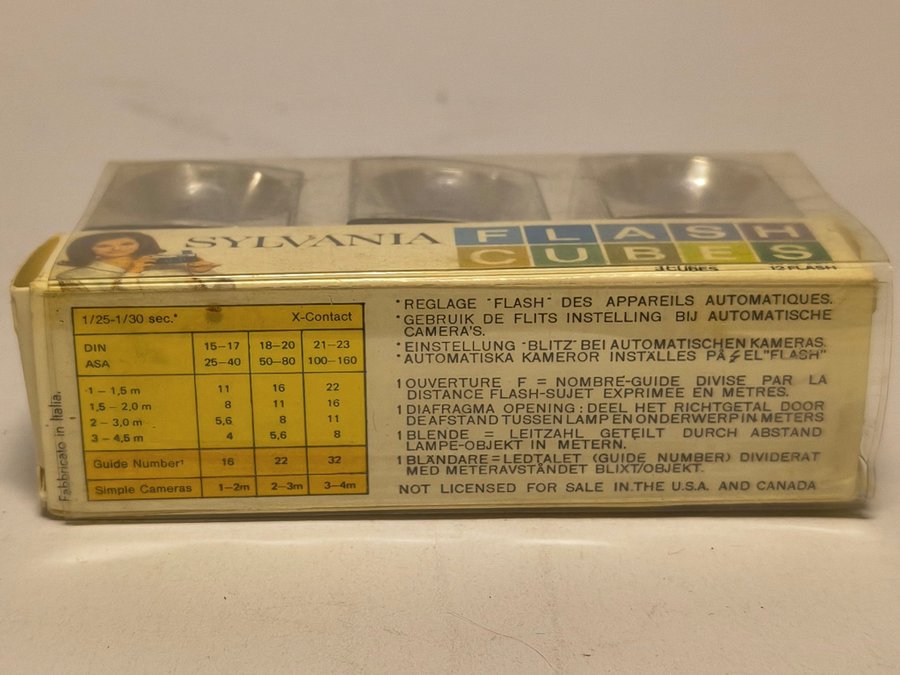 SYLVANIA FLASH
CUBES
3 CUBES 12 FLASH
1/25-1/30 sec.* X-Contact
DIN 15–17 18–20 21–23
ASA 25–40 50–80 100–160
1 – 1,5 m 11 16 22
1,5 – 2,0 m 8 11 16
2 – 3,0 m 5,6 8 11
3 – 4,5 m 4 5,6 8
Guide Number¹ 16 22 32
Simple Cameras 1–2m 2–3m 3–4m
Fabbricato in Italia.
*REGLAGE "FLASH" DES APPAREILS AUTOMATIQUES.
*GEBRUIK DE FLITS INSTELLING BIJ AUTOMATISCHE
CAMERA'S.
*EINSTELLUNG "BLITZ" BEI AUTOMATISCHEN KAMERAS.
*AUTOMATISKA KAMEROR INSTÄLLES PÅ ⚡ EL "FLASH"
1 OUVERTURE F = NOMBRE-GUIDE DIVISE PAR LA
DISTANCE FLASH-SUJET EXPRIMEE EN METRES.
1 DIAFRAGMA OPENING : DEEL HET RICHTGETAL DOOR
DEAFSTAND TUSSEN LAMP EN ONDERWERP IN METERS
1 BLENDE = LEITZAHL GETEILT DURCH ABSTAND
LAMPE-OBJEKT IN METERN.
1 BLÄNDARE = LEDTALET (GUIDE NUMBER) DIVIDERAT
MED METERAVSTÅNDET BLIXT/OBJEKT.
NOT LICENSED FOR SALE IN.THE U.S.A. AND CANADA